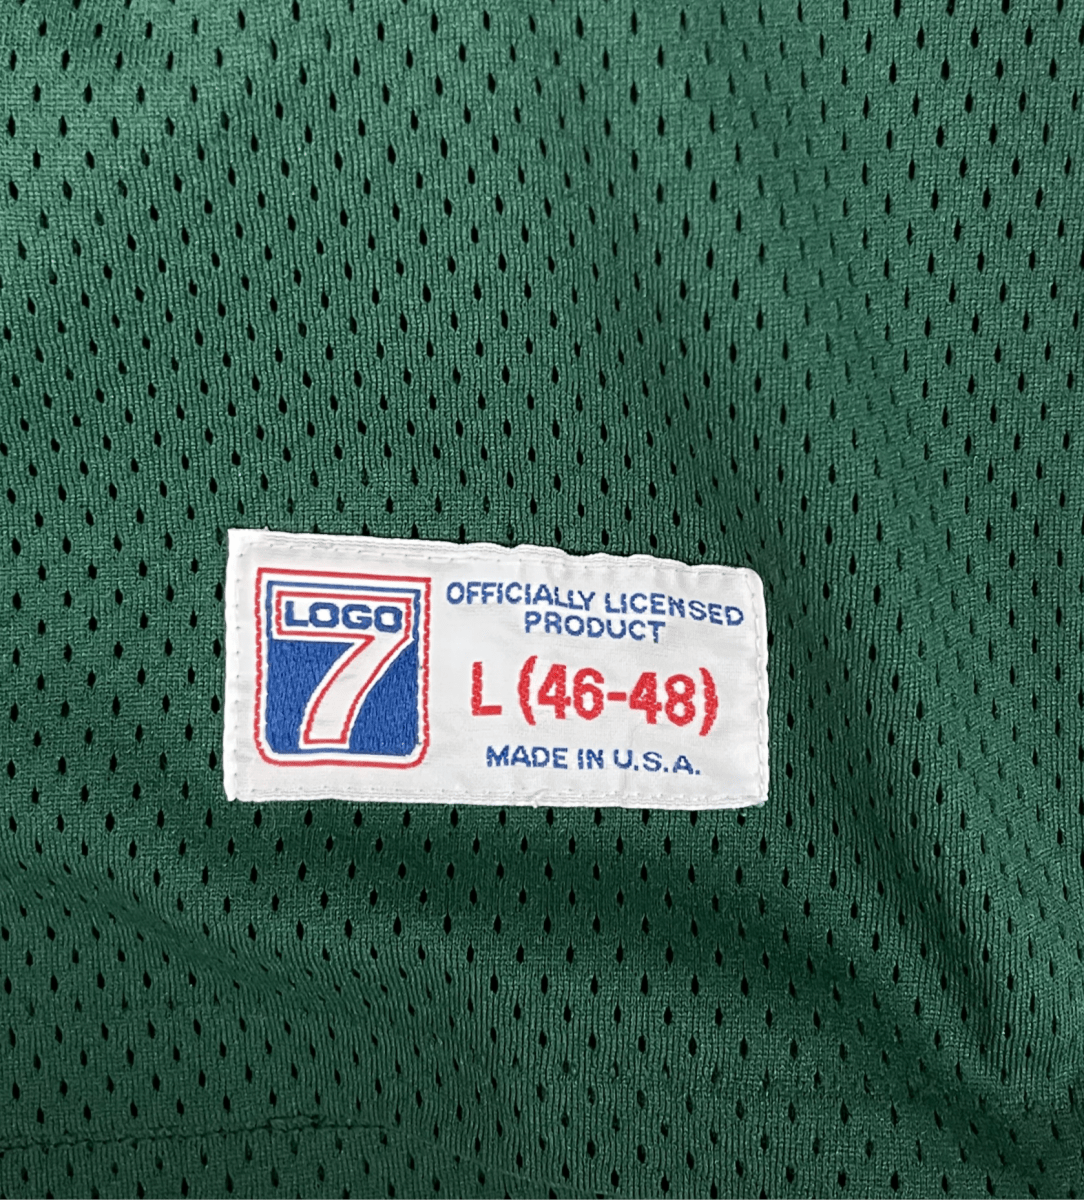 LOGO
7
OFFICIALLY LICENSED
PRODUCT
L (46-48)
MADE IN U.S.A.